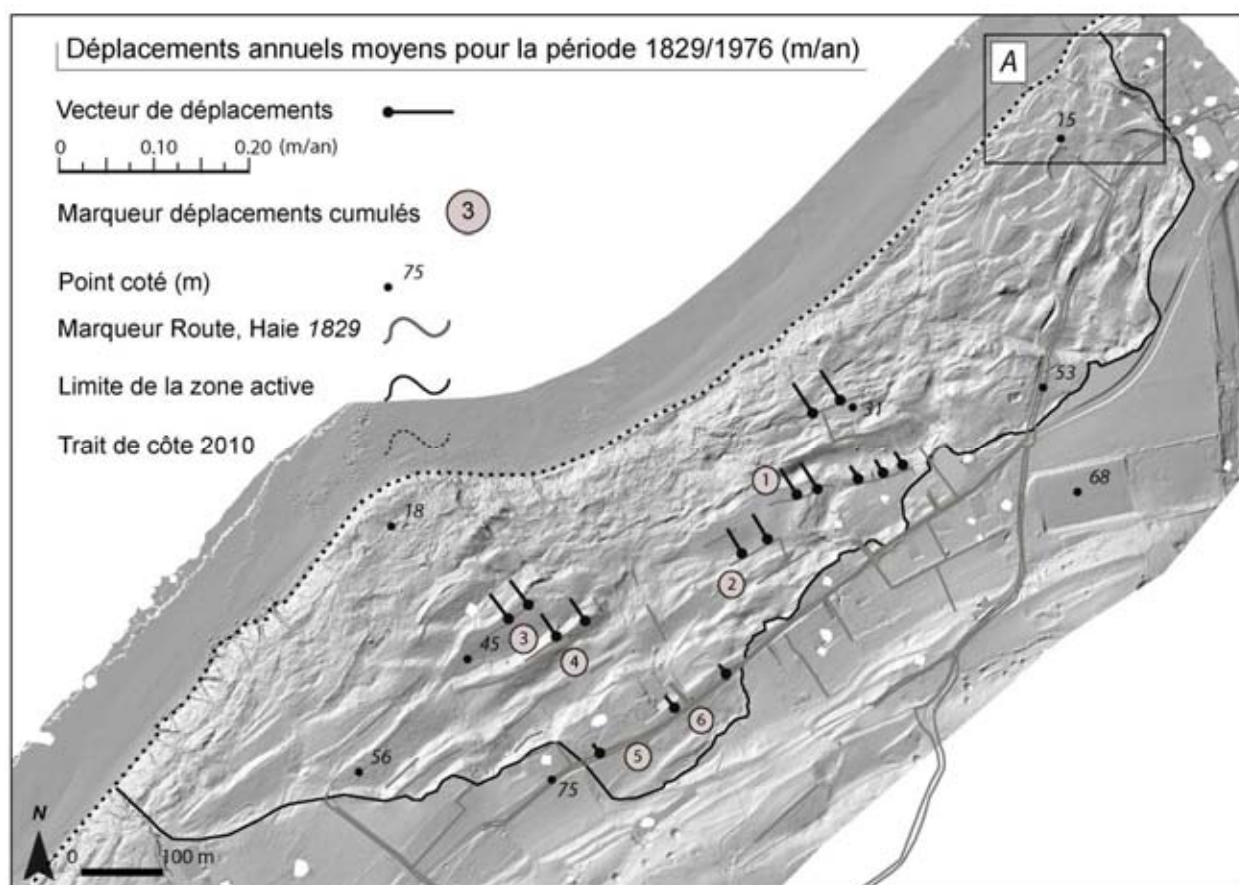 Déplacements annuels moyens pour la période 1829/1976 (m/an)
Vecteur de déplacements
0 0.10 0.20 (m/an)
Marqueur déplacements cumulés 3
Point coté (m) 75
Marqueur Route, Haie 1829
Limite de la zone active
Trait de côte 2010
A
15
53
31
1
68
18
2
3
45
4
6
5
56
75
N
0 100 m